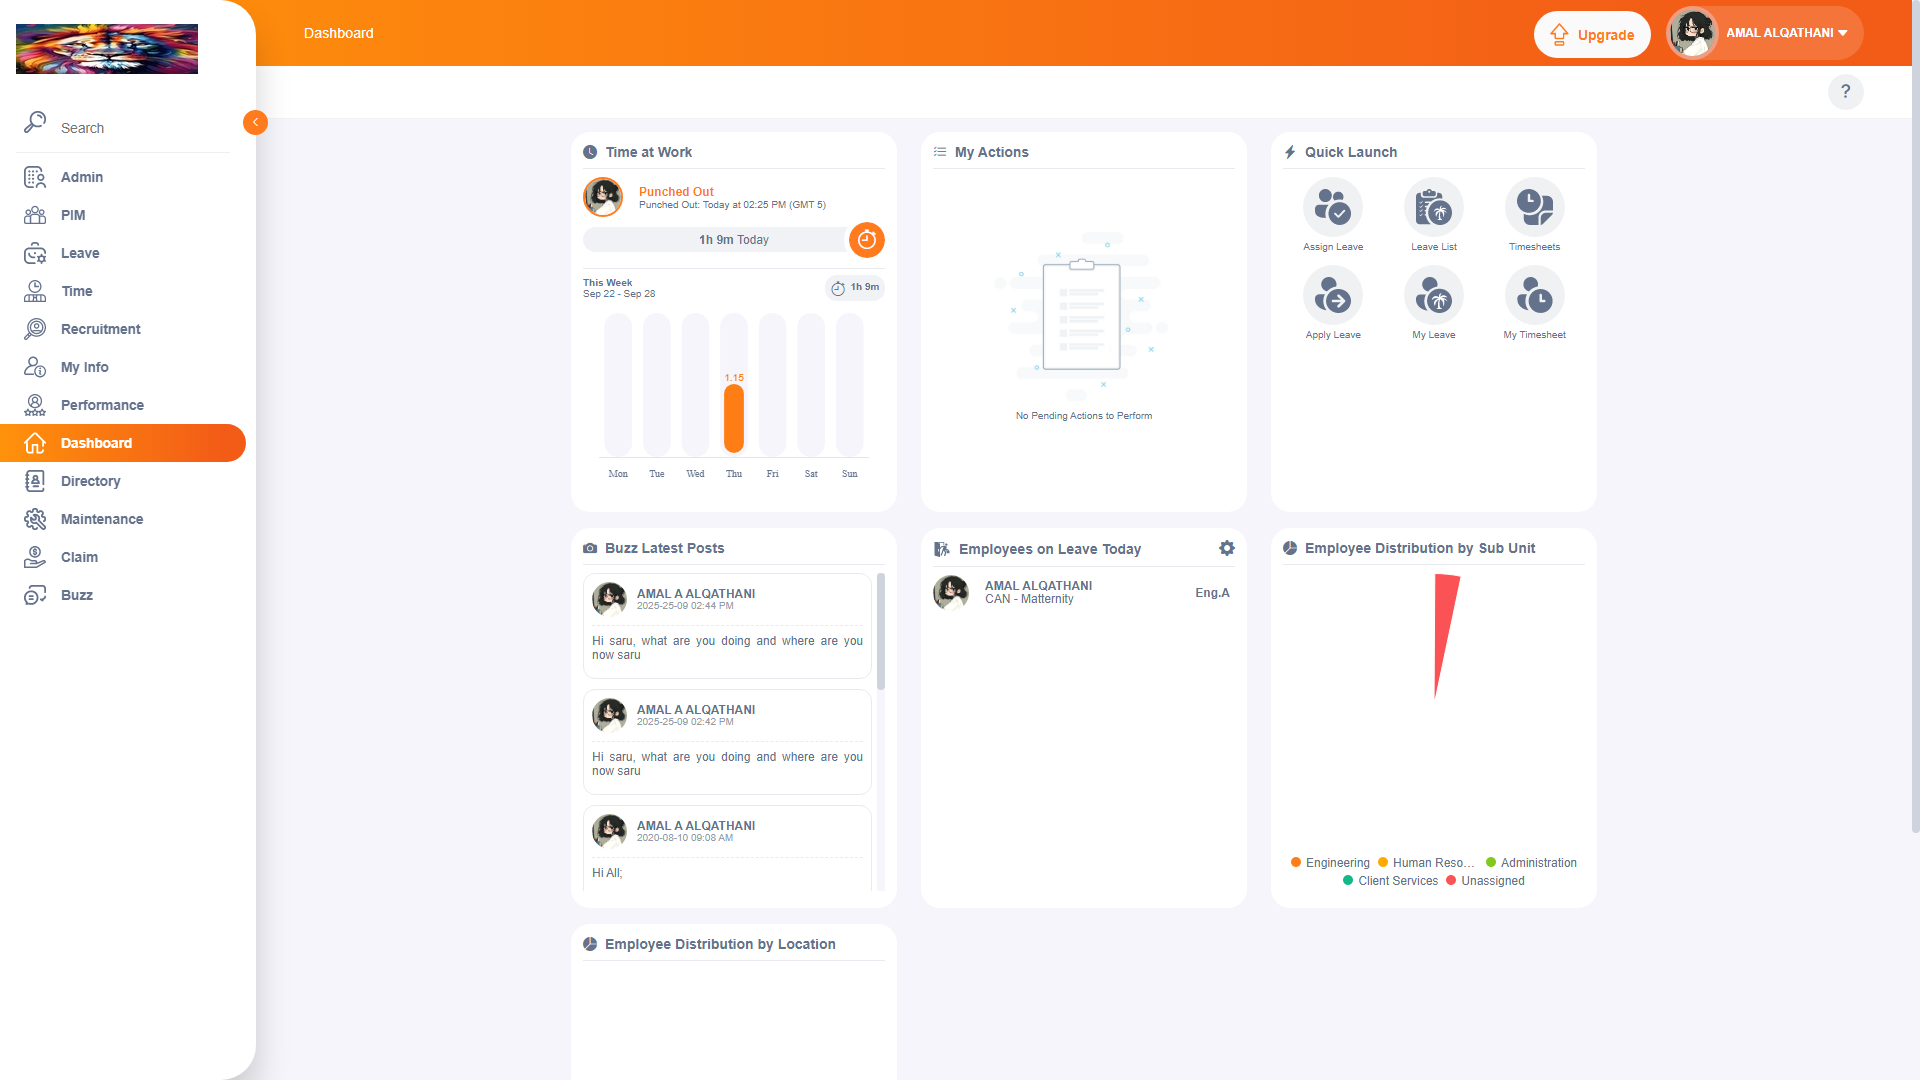 Dashboard
Upgrade
AMAL ALQATHANI
?
Search
Admin
PIM
Leave
Time
Recruitment
My Info
Performance
Dashboard
Directory
Maintenance
Claim
Buzz
Time at Work
Punched Out
Punched Out: Today at 02:25 PM (GMT 5)
1h 9m Today
This Week
Sep 22 - Sep 28
1h 9m
1.15
Mon Tue Wed Thu Fri Sat Sun
My Actions
No Pending Actions to Perform
Quick Launch
Assign Leave Leave List Timesheets
Apply Leave My Leave My Timesheet
Buzz Latest Posts
AMAL A ALQATHANI
2025-25-09 02:44 PM
Hi saru, what are you doing and where are you
now saru
AMAL A ALQATHANI
2025-25-09 02:42 PM
Hi saru, what are you doing and where are you
now saru
AMAL A ALQATHANI
2020-08-10 09:08 AM
Hi All;
Employees on Leave Today
AMAL ALQATHANI
CAN - Matternity
Eng.A
Employee Distribution by Sub Unit
Engineering Human Reso... Administration
Client Services Unassigned
Employee Distribution by Location